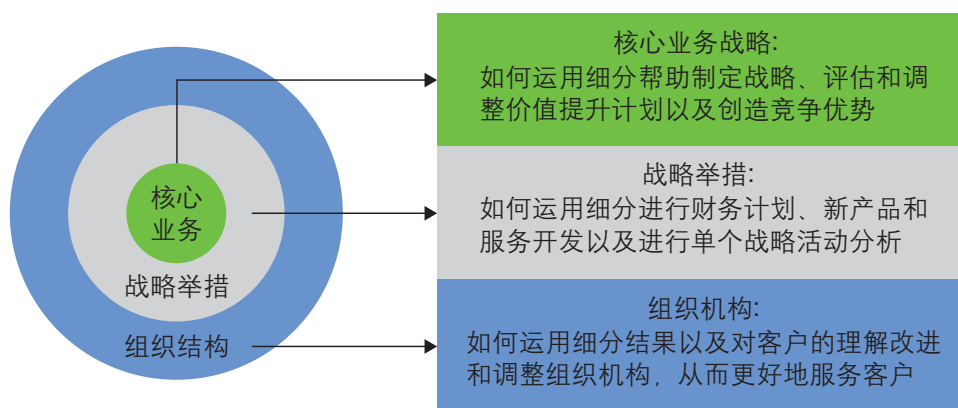 核心
业务
战略举措
组织结构
核心业务战略:
如何运用细分帮助制定战略、评估和调
整价值提升计划以及创造竞争优势
战略举措:
如何运用细分进行财务计划、新产品和
服务开发以及进行单个战略活动分析
组织机构:
如何运用细分结果以及对客户的理解改进
和调整组织机构，从而更好地服务客户